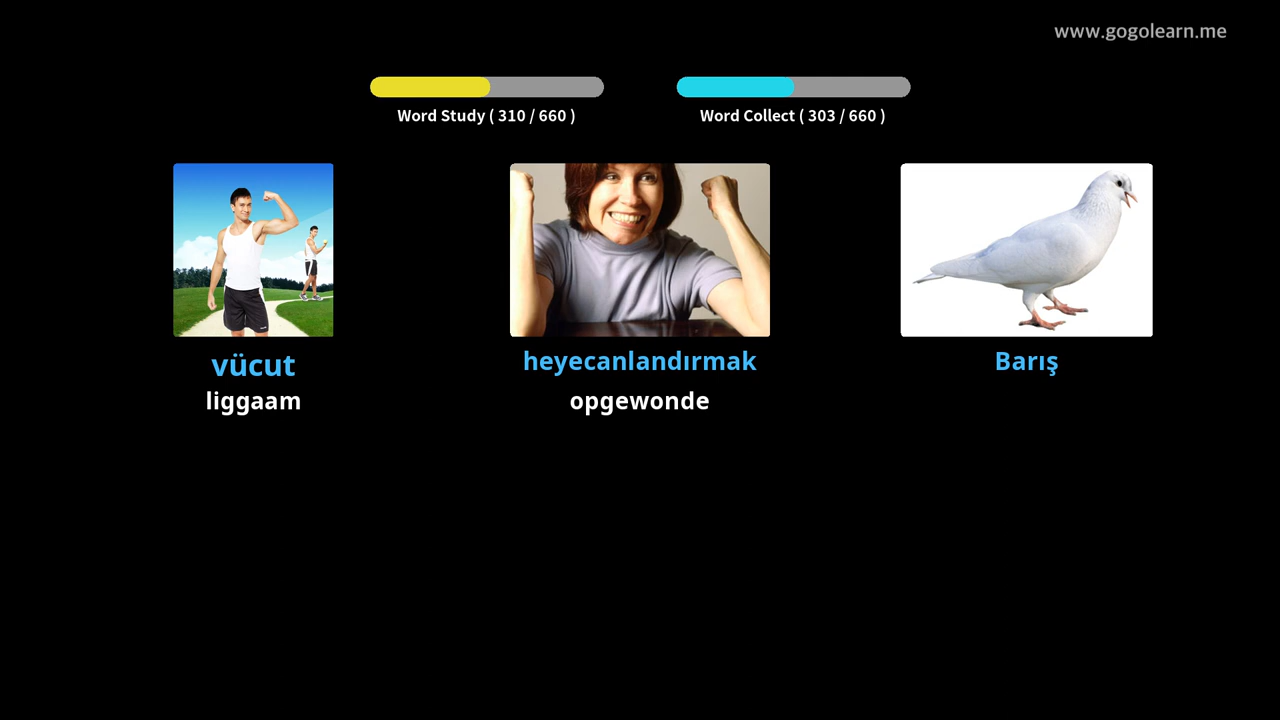 www.gogolearn.me
Word Study ( 310 / 660 )
Word Collect ( 303 / 660 )
vücut
liggaam
heyecanlandırmak
opgewonde
Barış